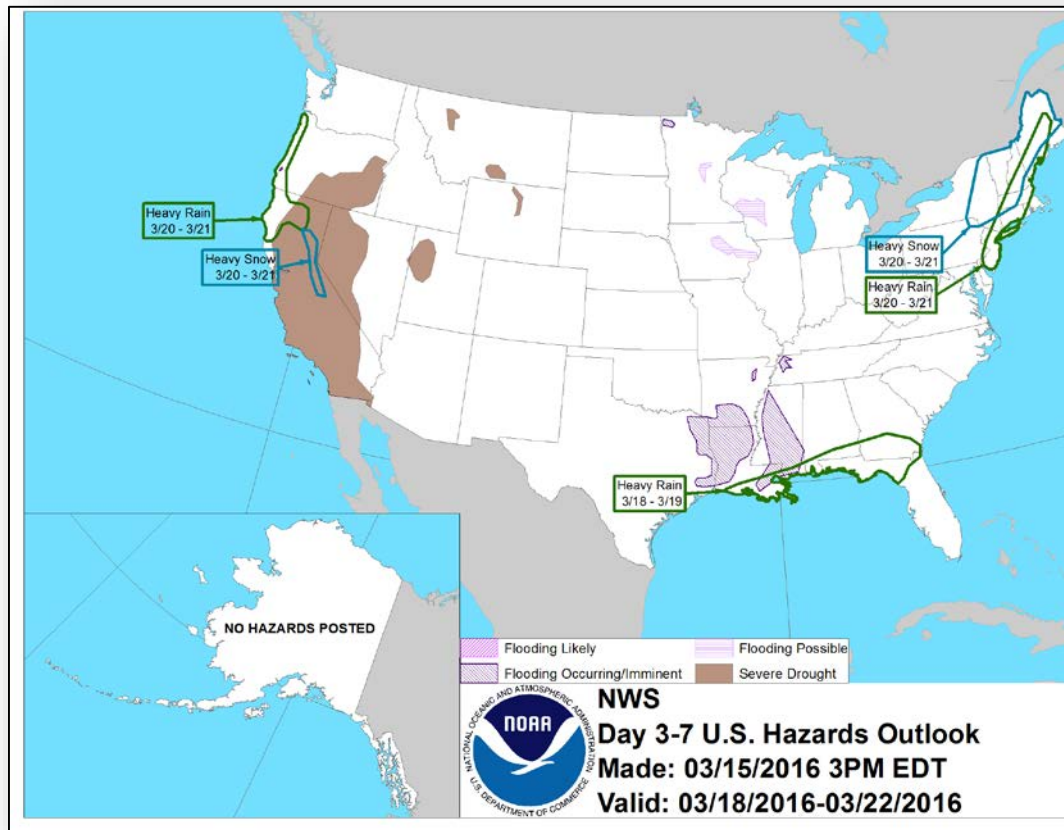 Heavy Rain
3/20 - 3/21
Heavy Snow
3/20 - 3/21
Heavy Snow
3/20 - 3/21
Heavy Rain
3/20 - 3/21
Heavy Rain
3/18 - 3/19
NO HAZARDS POSTED
Flooding Likely
Flooding Possible
Flooding Occurring/Imminent
Severe Drought
NATIONAL OCEANIC AND ATMOSPHERIC ADMINISTRATION
NOAA
U.S. DEPARTMENT OF COMMERCE
NWS
Day 3-7 U.S. Hazards Outlook
Made: 03/15/2016 3PM EDT
Valid: 03/18/2016-03/22/2016